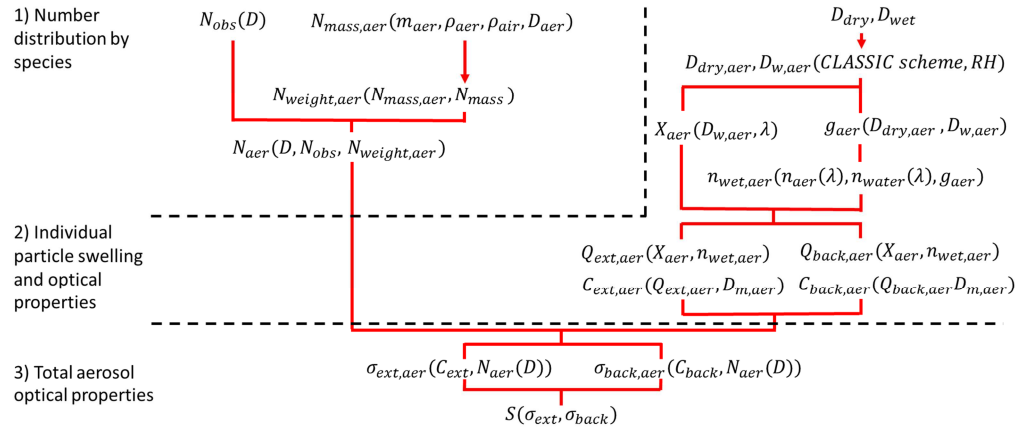 1) Number
distribution by
species
N_obs(D)
N_mass,aer(m_aer, ρ_aer, ρ_air, D_aer)
N_weight,aer(N_mass,aer, N_mass)
N_aer(D, N_obs, N_weight,aer)
D_dry, D_wet
D_dry,aer, D_w,aer(CLASSIC scheme, RH)
X_aer(D_w,aer, λ)
g_aer(D_dry,aer, D_w,aer)
n_wet,aer(n_aer(λ), n_water(λ), g_aer)
2) Individual
particle swelling
and optical
properties
Q_ext,aer(X_aer, n_wet,aer)
Q_back,aer(X_aer, n_wet,aer)
C_ext,aer(Q_ext,aer, D_m,aer)
C_back,aer(Q_back,aer D_m,aer)
3) Total aerosol
optical properties
σ_ext,aer(C_ext, N_aer(D))
σ_back,aer(C_back, N_aer(D))
S(σ_ext, σ_back)